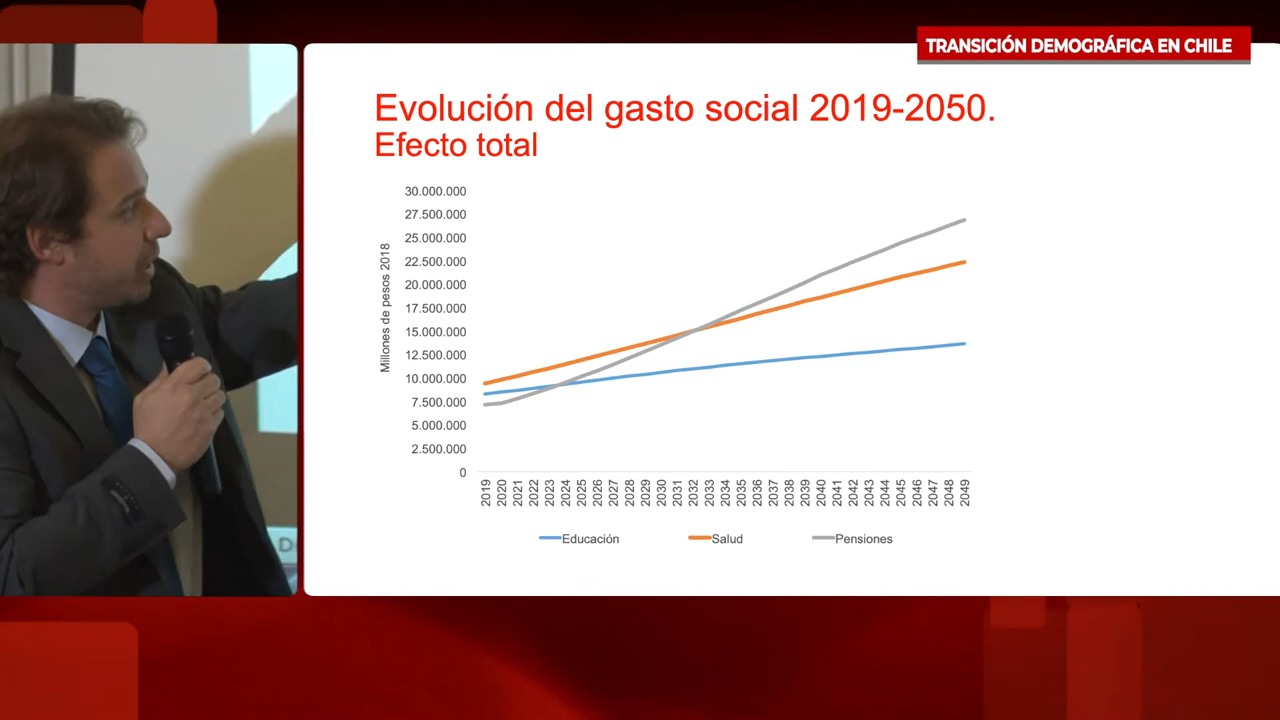 TRANSICIÓN DEMOGRÁFICA EN CHILE
Evolución del gasto social 2019-2050.
Efecto total
Millones de pesos 2018
30.000.000
27.500.000
25.000.000
22.500.000
20.000.000
17.500.000
15.000.000
12.500.000
10.000.000
7.500.000
5.000.000
2.500.000
0
2019 2020 2021 2022 2023 2024 2025 2026 2027 2028 2029 2030 2031 2032 2033 2034 2035 2036 2037 2038 2039 2040 2041 2042 2043 2044 2045 2046 2047 2048 2049
Educación Salud Pensiones